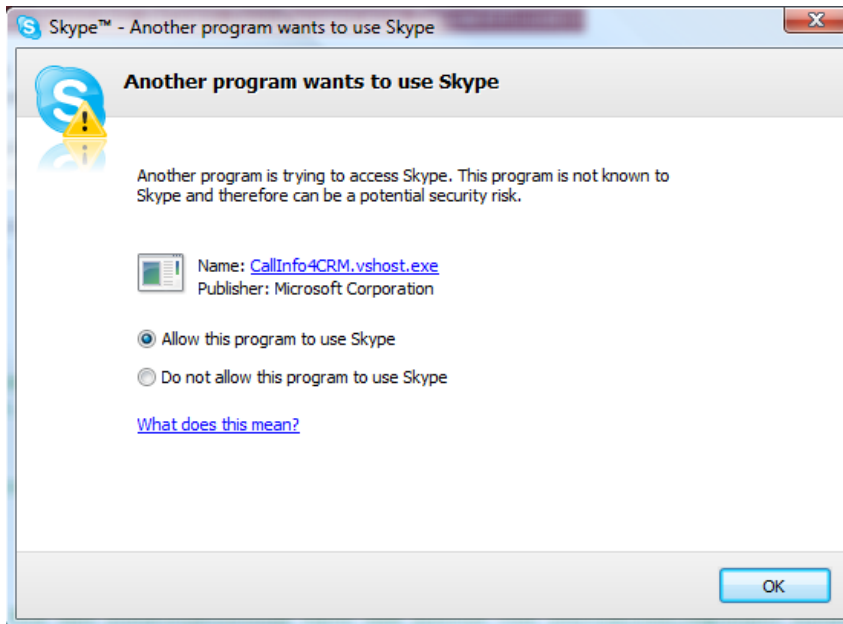 Skype™ - Another program wants to use Skype
Another program wants to use Skype
Another program is trying to access Skype. This program is not known to
Skype and therefore can be a potential security risk.
Name: CallInfo4CRM.vshost.exe
Publisher: Microsoft Corporation
Allow this program to use Skype
Do not allow this program to use Skype
What does this mean?
OK